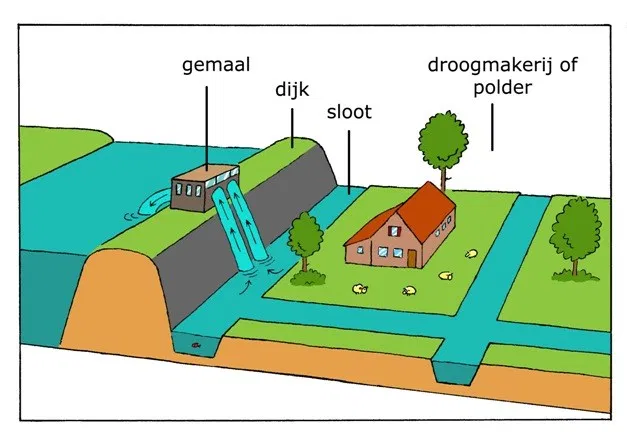 gemaal
dijk
sloot
droogmakerij of
polder